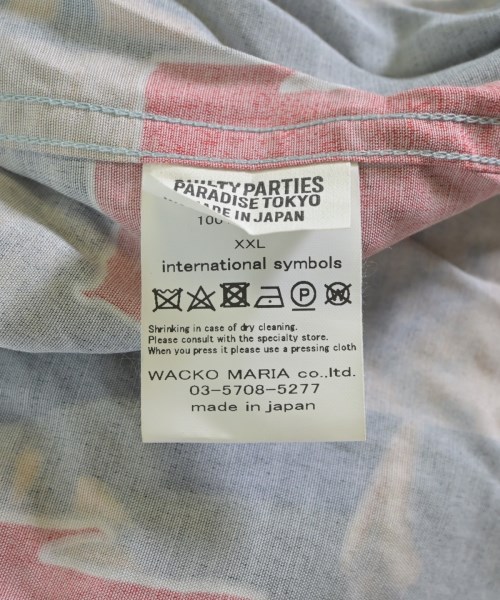 PARTIES
PARADISE TOKYO
IN JAPAN
XXL
international symbols
P
W
Shrinking in case of dry cleaning.
Please consult with the specialty store.
When you press it please use a pressing cloth
WACKO MARIA co.,ltd.
03-5708-5277
made in japan